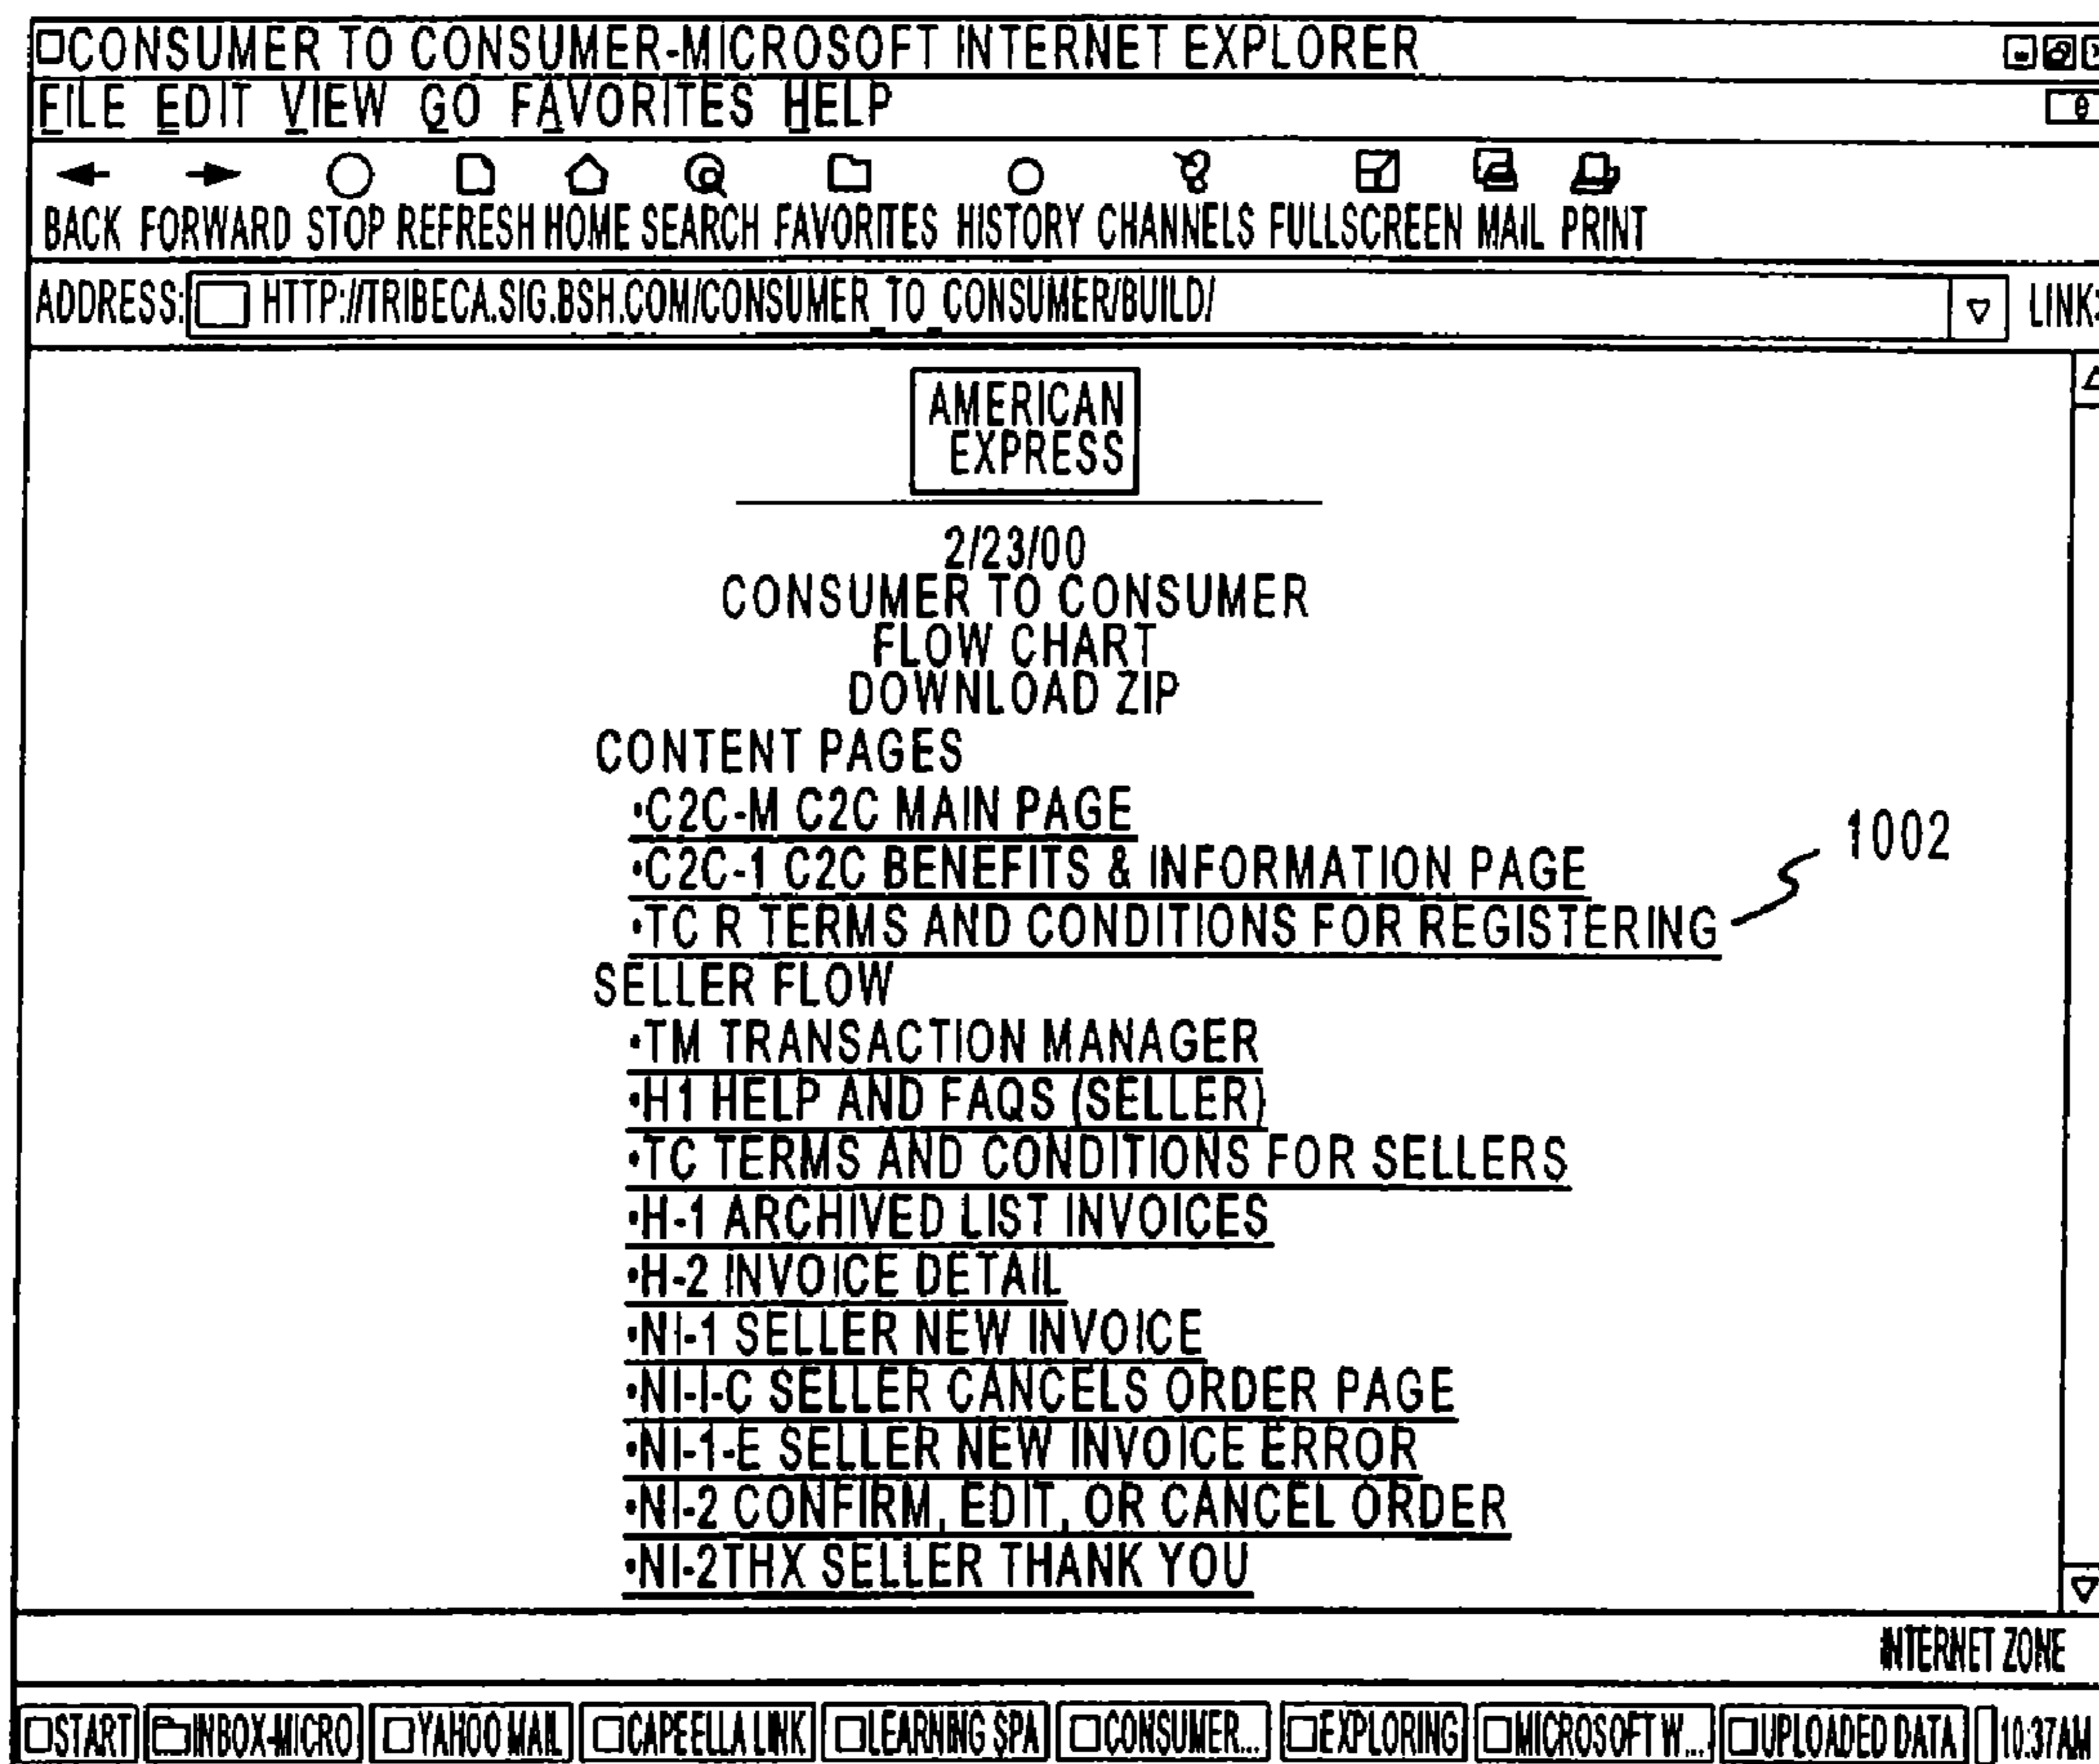 CONSUMER TO CONSUMER-MICROSOFT INTERNET EXPLORER
FILE EDIT VIEW GO FAVORITES HELP
BACK FORWARD STOP REFRESH HOME SEARCH FAVORITES HISTORY CHANNELS FULLSCREEN MAIL PRINT
ADDRESS: HTTP://TRIBECA.SIG.BSH.COM/CONSUMER_TO_CONSUMER/BUILD/
AMERICAN
EXPRESS
2/23/00
CONSUMER TO CONSUMER
FLOW CHART
DOWNLOAD ZIP
CONTENT PAGES
•C2C-M C2C MAIN PAGE
•C2C-1 C2C BENEFITS & INFORMATION PAGE
1002
•TC R TERMS AND CONDITIONS FOR REGISTERING
SELLER FLOW
•TM TRANSACTION MANAGER
•H1 HELP AND FAQS (SELLER)
•TC TERMS AND CONDITIONS FOR SELLERS
•H-1 ARCHIVED LIST INVOICES
•H-2 INVOICE DETAIL
•NI-1 SELLER NEW INVOICE
•NI-I-C SELLER CANCELS ORDER PAGE
•NI-1-E SELLER NEW INVOICE ERROR
•NI-2 CONFIRM, EDIT, OR CANCEL ORDER
•NI-2THX SELLER THANK YOU
INTERNET ZONE
START INBOX-MICRO YAHOO MAIL CAPEELLA LINK LEARNING SPA CONSUMER... EXPLORING MICROSOFT W... UPLOADED DATA 10:37AM